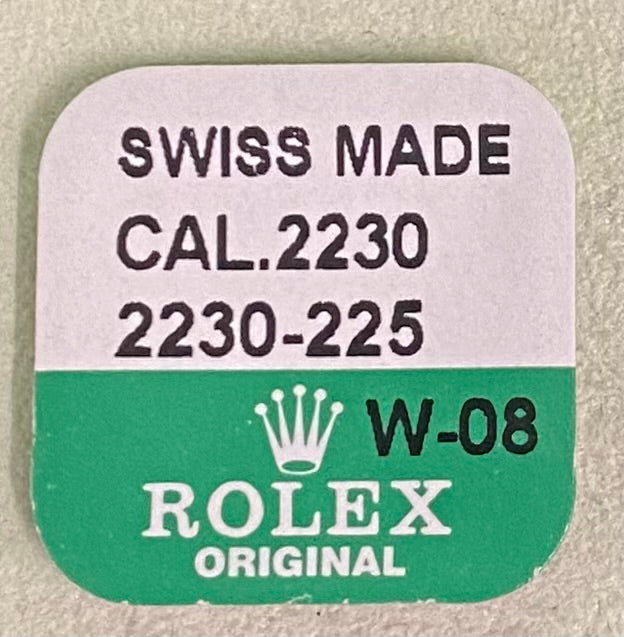 SWISS MADE
CAL.2230
2230-225
W-08
ROLEX
ORIGINAL